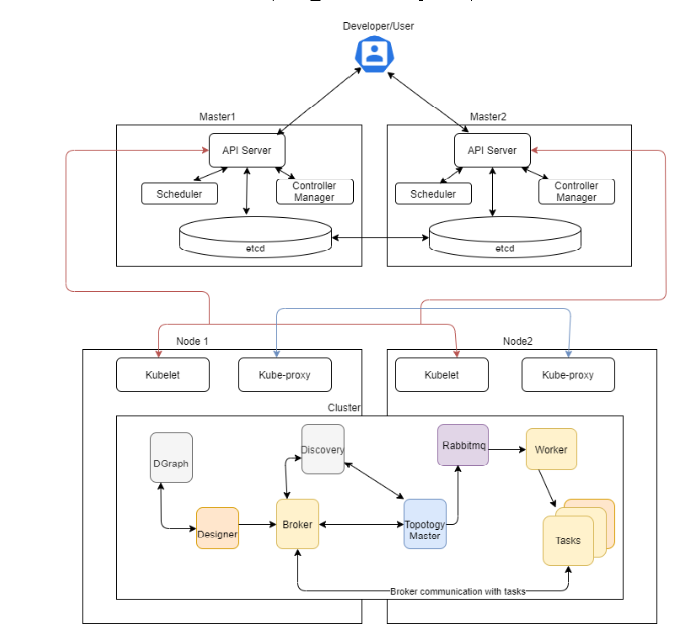 Developer/User
Master1
Master2
API Server
API Server
Scheduler
Controller
Manager
Scheduler
Controller
Manager
etcd
etcd
Node 1
Node2
Kubelet
Kube-proxy
Kubelet
Kube-proxy
Cluster
Discovery
Rabbitmq
Worker
DGraph
Designer
Broker
Topotogy
Master
Tasks
Broker communication with tasks